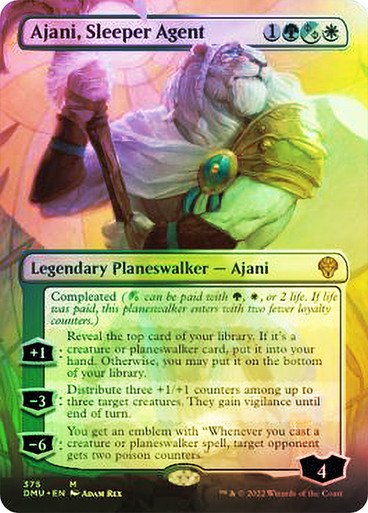 Ajani, Sleeper Agent 1
Legendary Planeswalker — Ajani
Compleated ( can be paid with , , or 2 life. If life
was paid, this planeswalker enters with two fewer loyalty
counters.)
+1: Reveal the top card of your library. If it's a
creature or planeswalker card, put it into your
hand. Otherwise, you may put it on the bottom
of your library.
-3: Distribute three +1/+1 counters among up to
three target creatures. They gain vigilance until
end of turn.
-6: You get an emblem with "Whenever you cast a
creature or planeswalker spell, target opponent
gets two poison counters."
4
375 M
DMU • EN Adam Rex
™ & © 2022 Wizards of the Coast